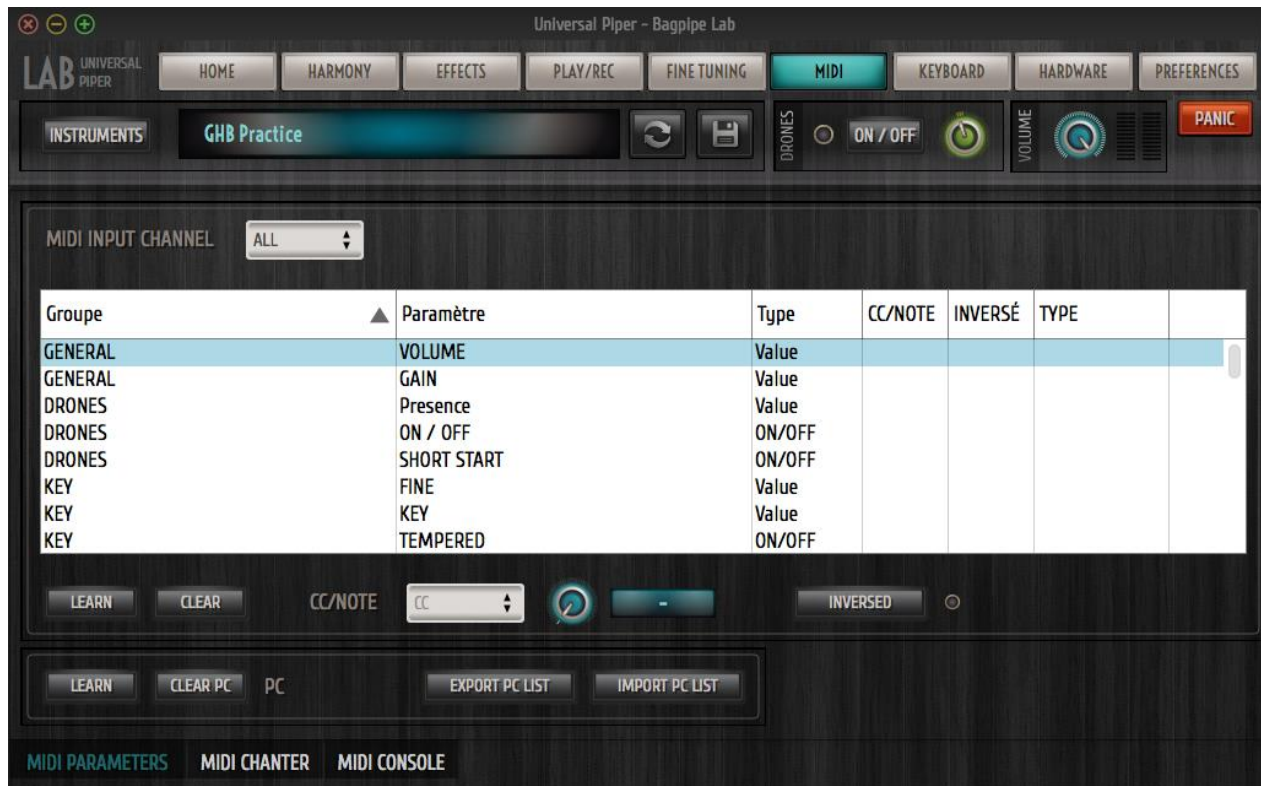 Universal Piper - Bagpipe Lab
LAB UNIVERSAL PIPER
HOME HARMONY EFFECTS PLAY/REC FINE TUNING MIDI KEYBOARD HARDWARE PREFERENCES
INSTRUMENTS GHB Practice DRONES ON / OFF VOLUME PANIC
MIDI INPUT CHANNEL ALL
Groupe Paramètre Type CC/NOTE INVERSÉ TYPE
GENERAL VOLUME Value
GENERAL GAIN Value
DRONES Presence Value
DRONES ON / OFF ON/OFF
DRONES SHORT START ON/OFF
KEY FINE Value
KEY KEY Value
KEY TEMPERED ON/OFF
LEARN CLEAR CC/NOTE CC - INVERSED
LEARN CLEAR PC PC EXPORT PC LIST IMPORT PC LIST
MIDI PARAMETERS MIDI CHANTER MIDI CONSOLE